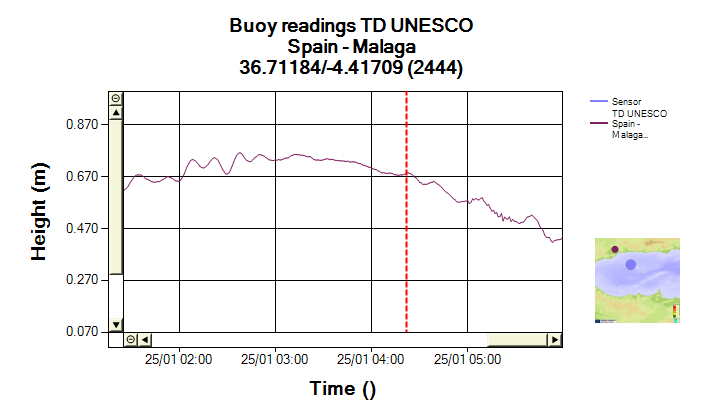 Buoy readings TD UNESCO
Spain - Malaga
36.71184/-4.41709 (2444)
Sensor
TD UNESCO
Spain -
Malaga...
Height (m)
0.870
0.670
0.470
0.270
0.070
25/01 02:00
25/01 03:00
25/01 04:00
25/01 05:00
Time ()